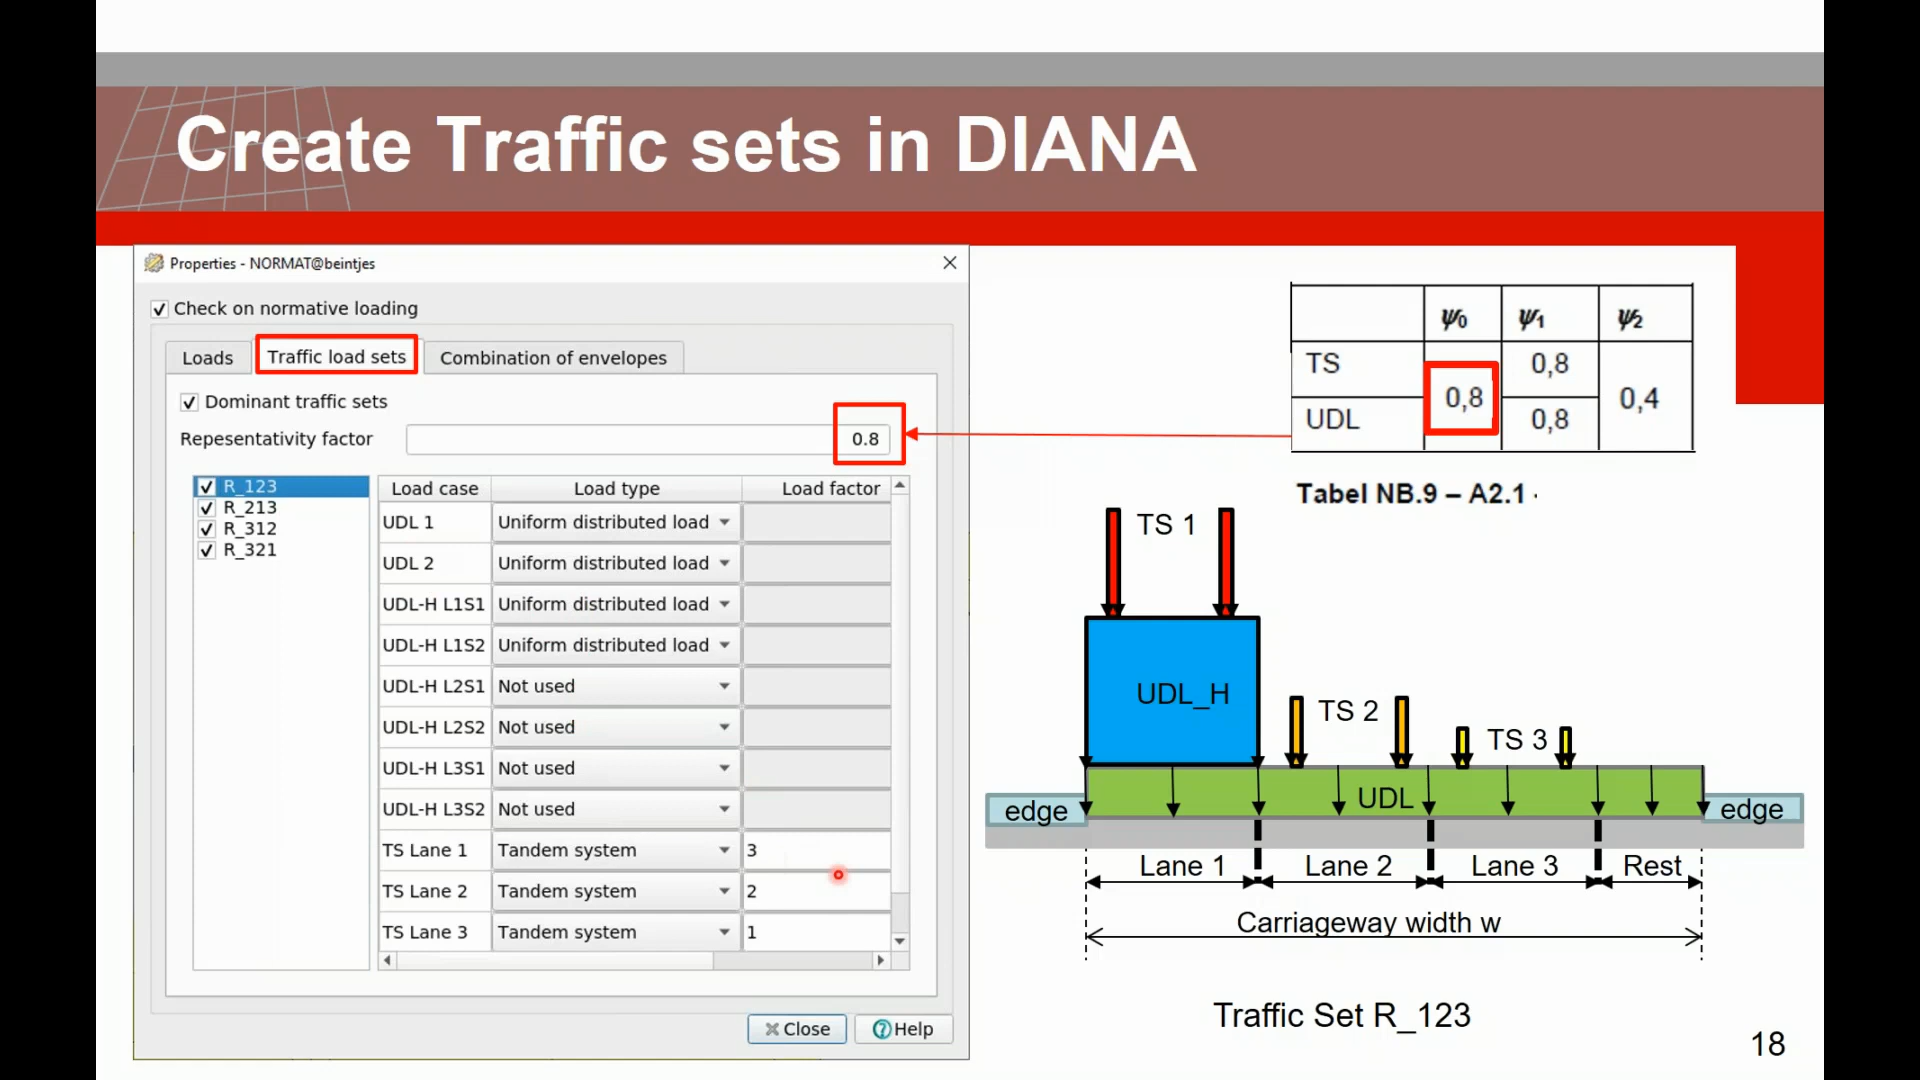 Create Traffic sets in DIANA
Properties - NORMAT@beintjes
Check on normative loading
Loads
Traffic load sets
Combination of envelopes
Dominant traffic sets
Repesentativity factor
0.8
R_123
R_213
R_312
R_321
Load case Load type Load factor
UDL 1 Uniform distributed load
UDL 2 Uniform distributed load
UDL-H L1S1 Uniform distributed load
UDL-H L1S2 Uniform distributed load
UDL-H L2S1 Not used
UDL-H L2S2 Not used
UDL-H L3S1 Not used
UDL-H L3S2 Not used
TS Lane 1 Tandem system 3
TS Lane 2 Tandem system 2
TS Lane 3 Tandem system 1
Close
Help
ψ0 ψ1 ψ2
TS 0,8
0,8 0,4
UDL 0,8
Tabel NB.9 – A2.1
TS 1
UDL_H
TS 2
TS 3
UDL
edge
edge
Lane 1 Lane 2 Lane 3 Rest
Carriageway width w
Traffic Set R_123
18